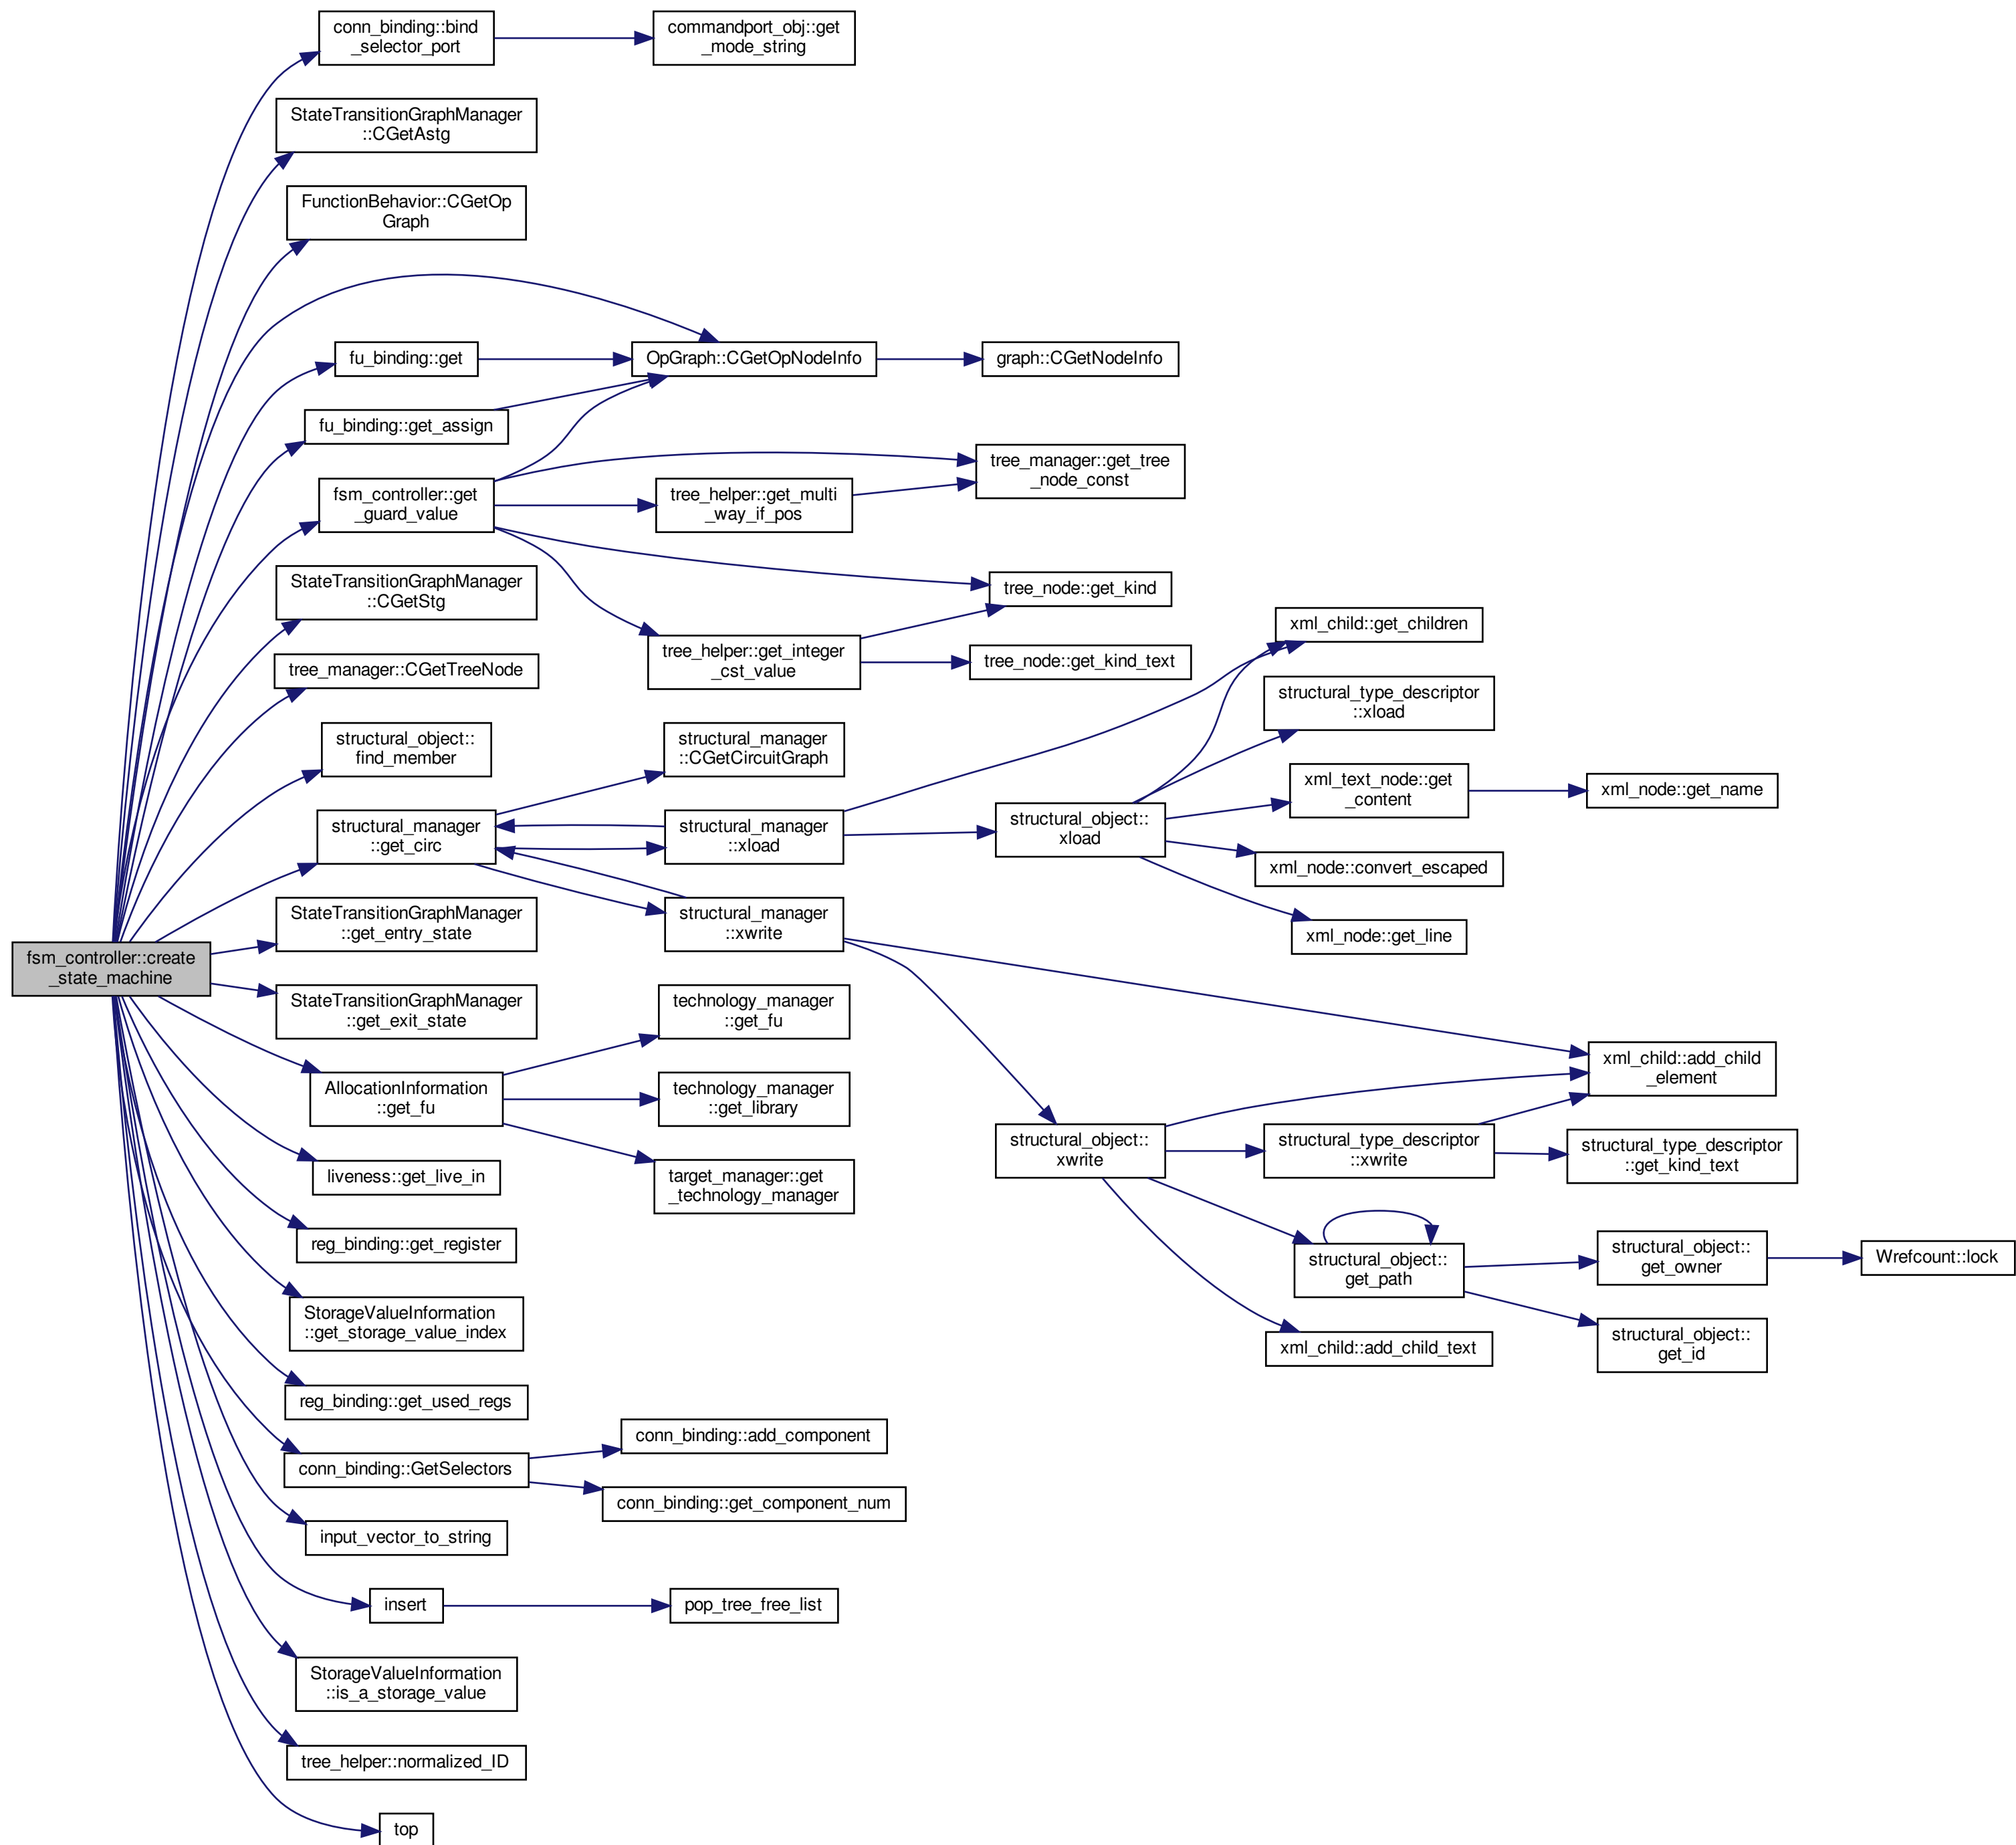 conn_binding::bind
_selector_port
commandport_obj::get
_mode_string
StateTransitionGraphManager
::CGetAstg
FunctionBehavior::CGetOp
Graph
fu_binding::get
OpGraph::CGetOpNodeInfo
graph::CGetNodeInfo
fu_binding::get_assign
fsm_controller::get
_guard_value
tree_manager::get_tree
_node_const
tree_helper::get_multi
_way_if_pos
StateTransitionGraphManager
::CGetStg
tree_node::get_kind
tree_helper::get_integer
_cst_value
tree_node::get_kind_text
xml_child::get_children
tree_manager::CGetTreeNode
structural_type_descriptor
::xload
structural_object::
find_member
structural_manager
::CGetCircuitGraph
xml_text_node::get
_content
xml_node::get_name
structural_manager
::get_circ
structural_manager
::xload
structural_object::
xload
xml_node::convert_escaped
StateTransitionGraphManager
::get_entry_state
structural_manager
::xwrite
xml_node::get_line
fsm_controller::create
_state_machine
StateTransitionGraphManager
::get_exit_state
technology_manager
::get_fu
AllocationInformation
::get_fu
technology_manager
::get_library
xml_child::add_child
_element
liveness::get_live_in
target_manager::get
_technology_manager
structural_object::
xwrite
structural_type_descriptor
::xwrite
structural_type_descriptor
::get_kind_text
reg_binding::get_register
structural_object::
get_path
structural_object::
get_owner
Wrefcount::lock
StorageValueInformation
::get_storage_value_index
xml_child::add_child_text
structural_object::
get_id
reg_binding::get_used_regs
conn_binding::GetSelectors
conn_binding::add_component
conn_binding::get_component_num
input_vector_to_string
insert
pop_tree_free_list
StorageValueInformation
::is_a_storage_value
tree_helper::normalized_ID
top